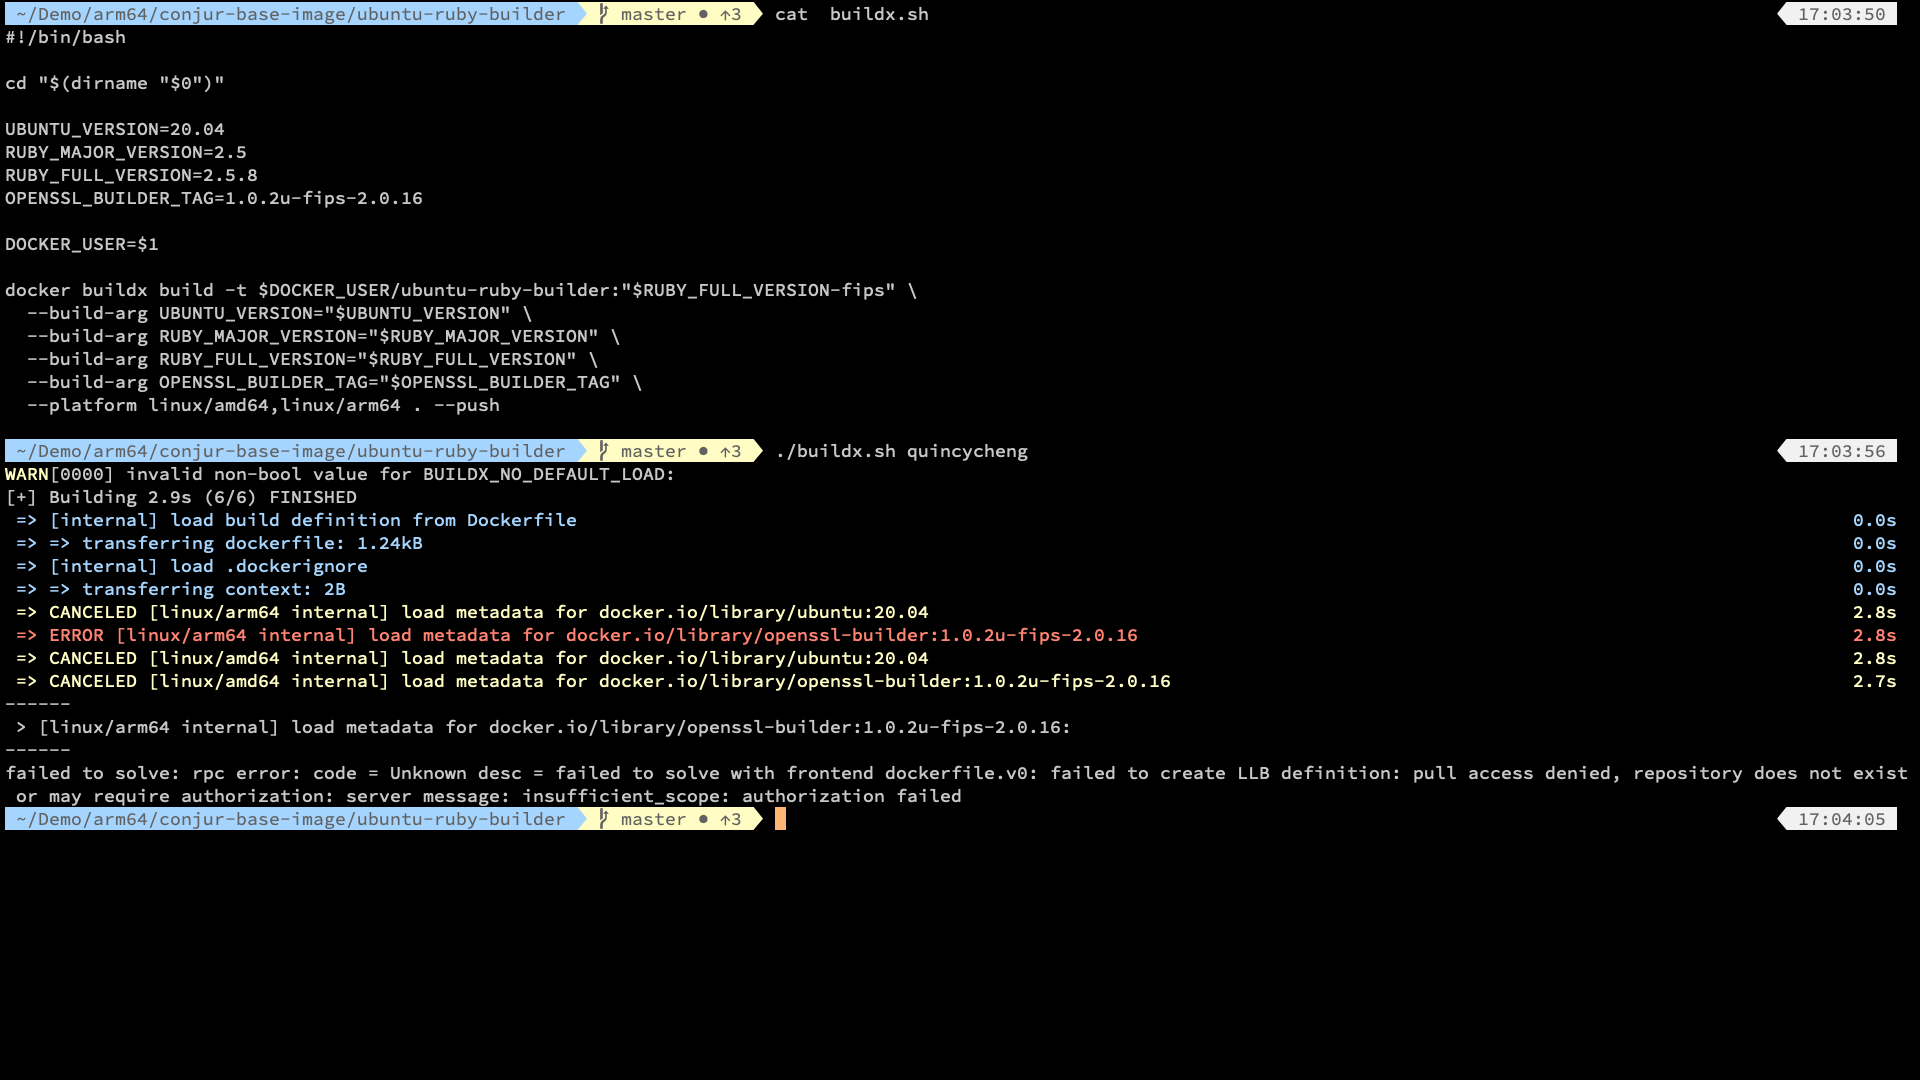 ~/Demo/arm64/conjur-base-image/ubuntu-ruby-builder master ● ↑3 cat  buildx.sh 17:03:50
#!/bin/bash
cd "$(dirname "$0")"
UBUNTU_VERSION=20.04
RUBY_MAJOR_VERSION=2.5
RUBY_FULL_VERSION=2.5.8
OPENSSL_BUILDER_TAG=1.0.2u-fips-2.0.16
DOCKER_USER=$1
docker buildx build -t $DOCKER_USER/ubuntu-ruby-builder:"$RUBY_FULL_VERSION-fips" \
  --build-arg UBUNTU_VERSION="$UBUNTU_VERSION" \
  --build-arg RUBY_MAJOR_VERSION="$RUBY_MAJOR_VERSION" \
  --build-arg RUBY_FULL_VERSION="$RUBY_FULL_VERSION" \
  --build-arg OPENSSL_BUILDER_TAG="$OPENSSL_BUILDER_TAG" \
  --platform linux/amd64,linux/arm64 . --push
~/Demo/arm64/conjur-base-image/ubuntu-ruby-builder master ● ↑3 ./buildx.sh quincycheng 17:03:56
WARN[0000] invalid non-bool value for BUILDX_NO_DEFAULT_LOAD:
[+] Building 2.9s (6/6) FINISHED
 => [internal] load build definition from Dockerfile 0.0s
 => => transferring dockerfile: 1.24kB 0.0s
 => [internal] load .dockerignore 0.0s
 => => transferring context: 2B 0.0s
 => CANCELED [linux/arm64 internal] load metadata for docker.io/library/ubuntu:20.04 2.8s
 => ERROR [linux/arm64 internal] load metadata for docker.io/library/openssl-builder:1.0.2u-fips-2.0.16 2.8s
 => CANCELED [linux/amd64 internal] load metadata for docker.io/library/ubuntu:20.04 2.8s
 => CANCELED [linux/amd64 internal] load metadata for docker.io/library/openssl-builder:1.0.2u-fips-2.0.16 2.7s
------
 > [linux/arm64 internal] load metadata for docker.io/library/openssl-builder:1.0.2u-fips-2.0.16:
------
failed to solve: rpc error: code = Unknown desc = failed to solve with frontend dockerfile.v0: failed to create LLB definition: pull access denied, repository does not exist
 or may require authorization: server message: insufficient_scope: authorization failed
~/Demo/arm64/conjur-base-image/ubuntu-ruby-builder master ● ↑3 17:04:05